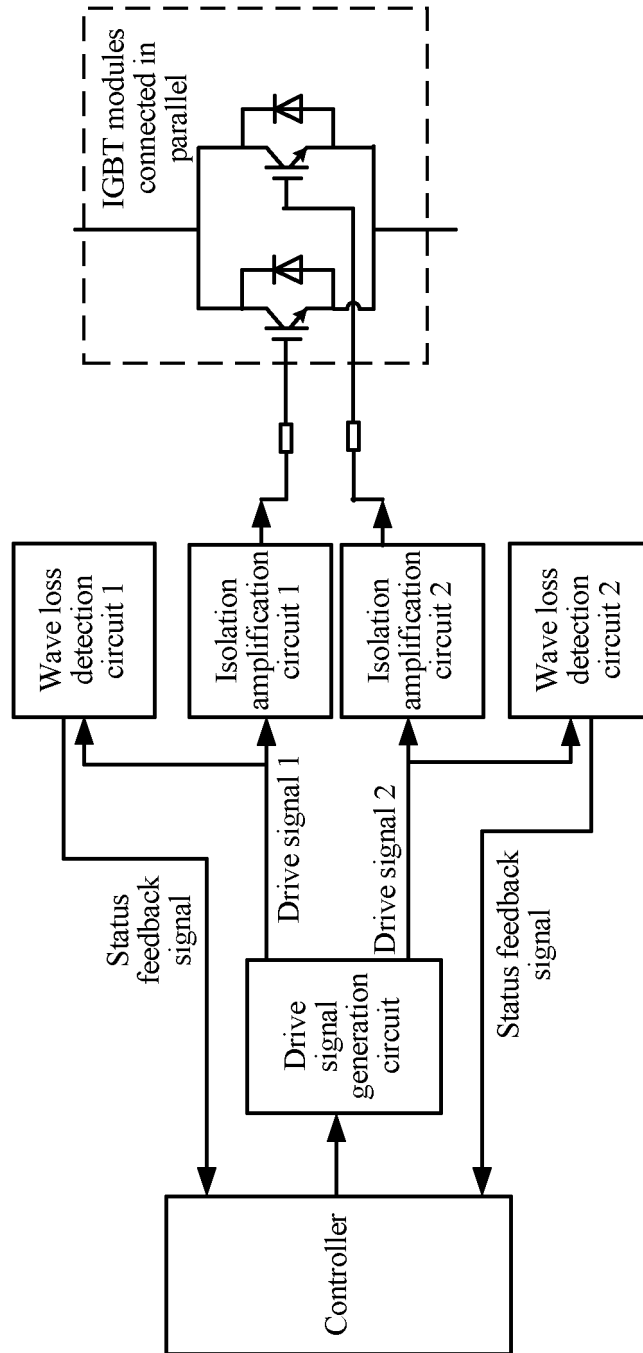 IGBT modules
connected in
parallel
Wave loss
detection
circuit 1
Isolation
amplification
circuit 1
Isolation
amplification
circuit 2
Wave loss
detection
circuit 2
Status
feedback
signal
Drive signal 1
Drive signal 2
Status feedback
signal
Drive
signal
generation
circuit
Controller